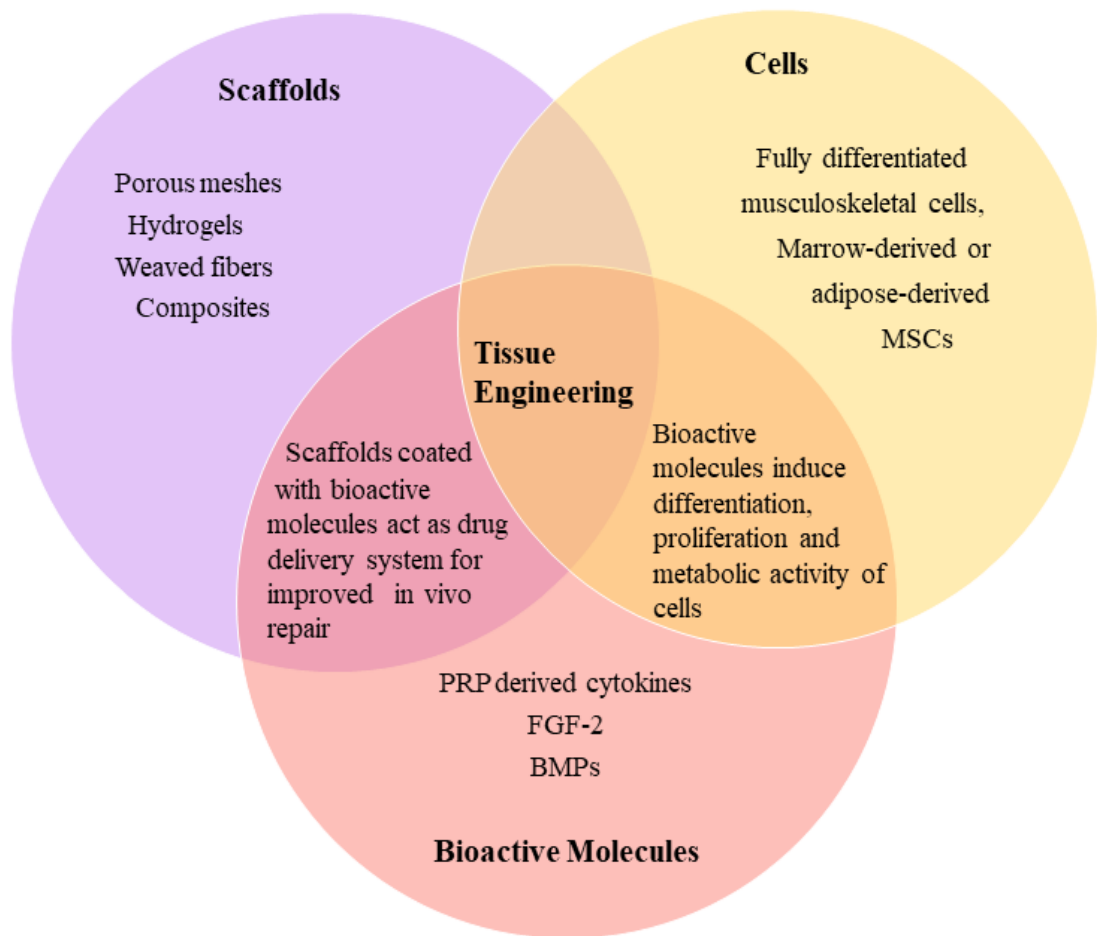 Scaffolds
Porous meshes
Hydrogels
Weaved fibers
Composites
Cells
Fully differentiated
musculoskeletal cells,
Marrow-derived or
adipose-derived
MSCs
Tissue
Engineering
Scaffolds coated
with bioactive
molecules act as drug
delivery system for
improved in vivo
repair
Bioactive
molecules induce
differentiation,
proliferation and
metabolic activity of
cells
PRP derived cytokines
FGF-2
BMPs
Bioactive Molecules